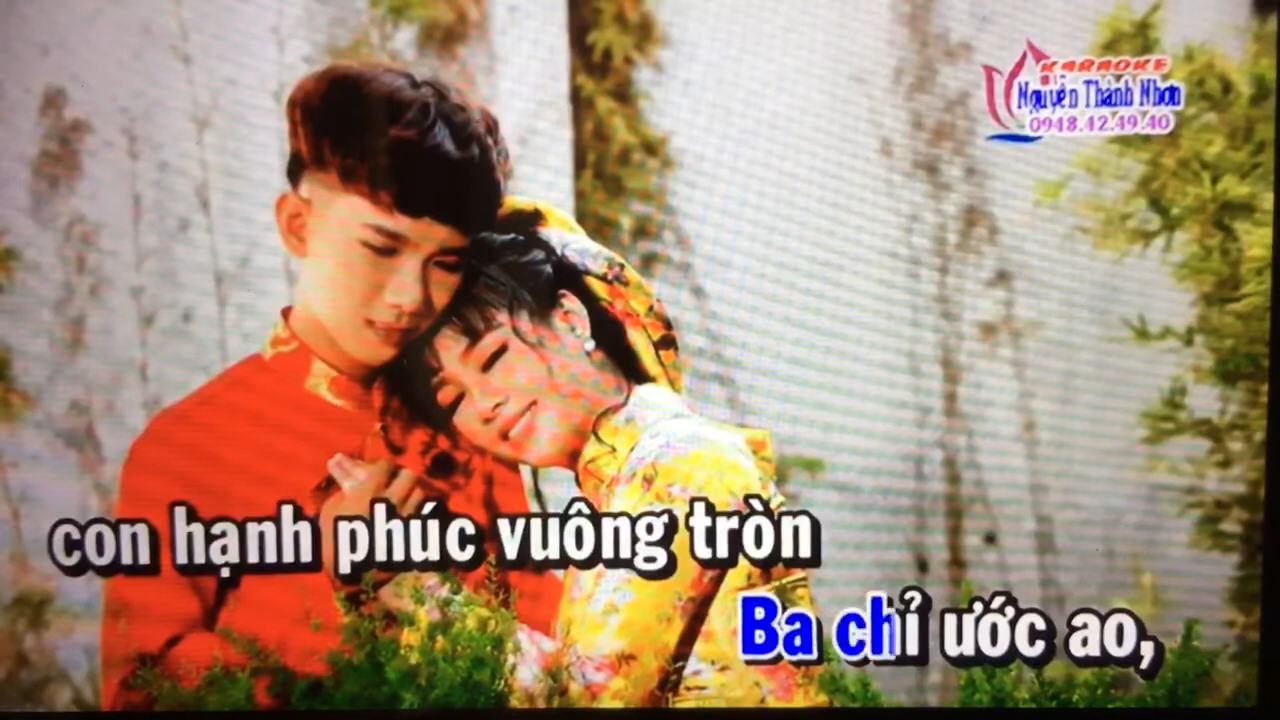 KARAOKE
Nguyễn Thành Nhơn
0948.42.49.40
con hạnh phúc vuông tròn
Ba chỉ ước ao,